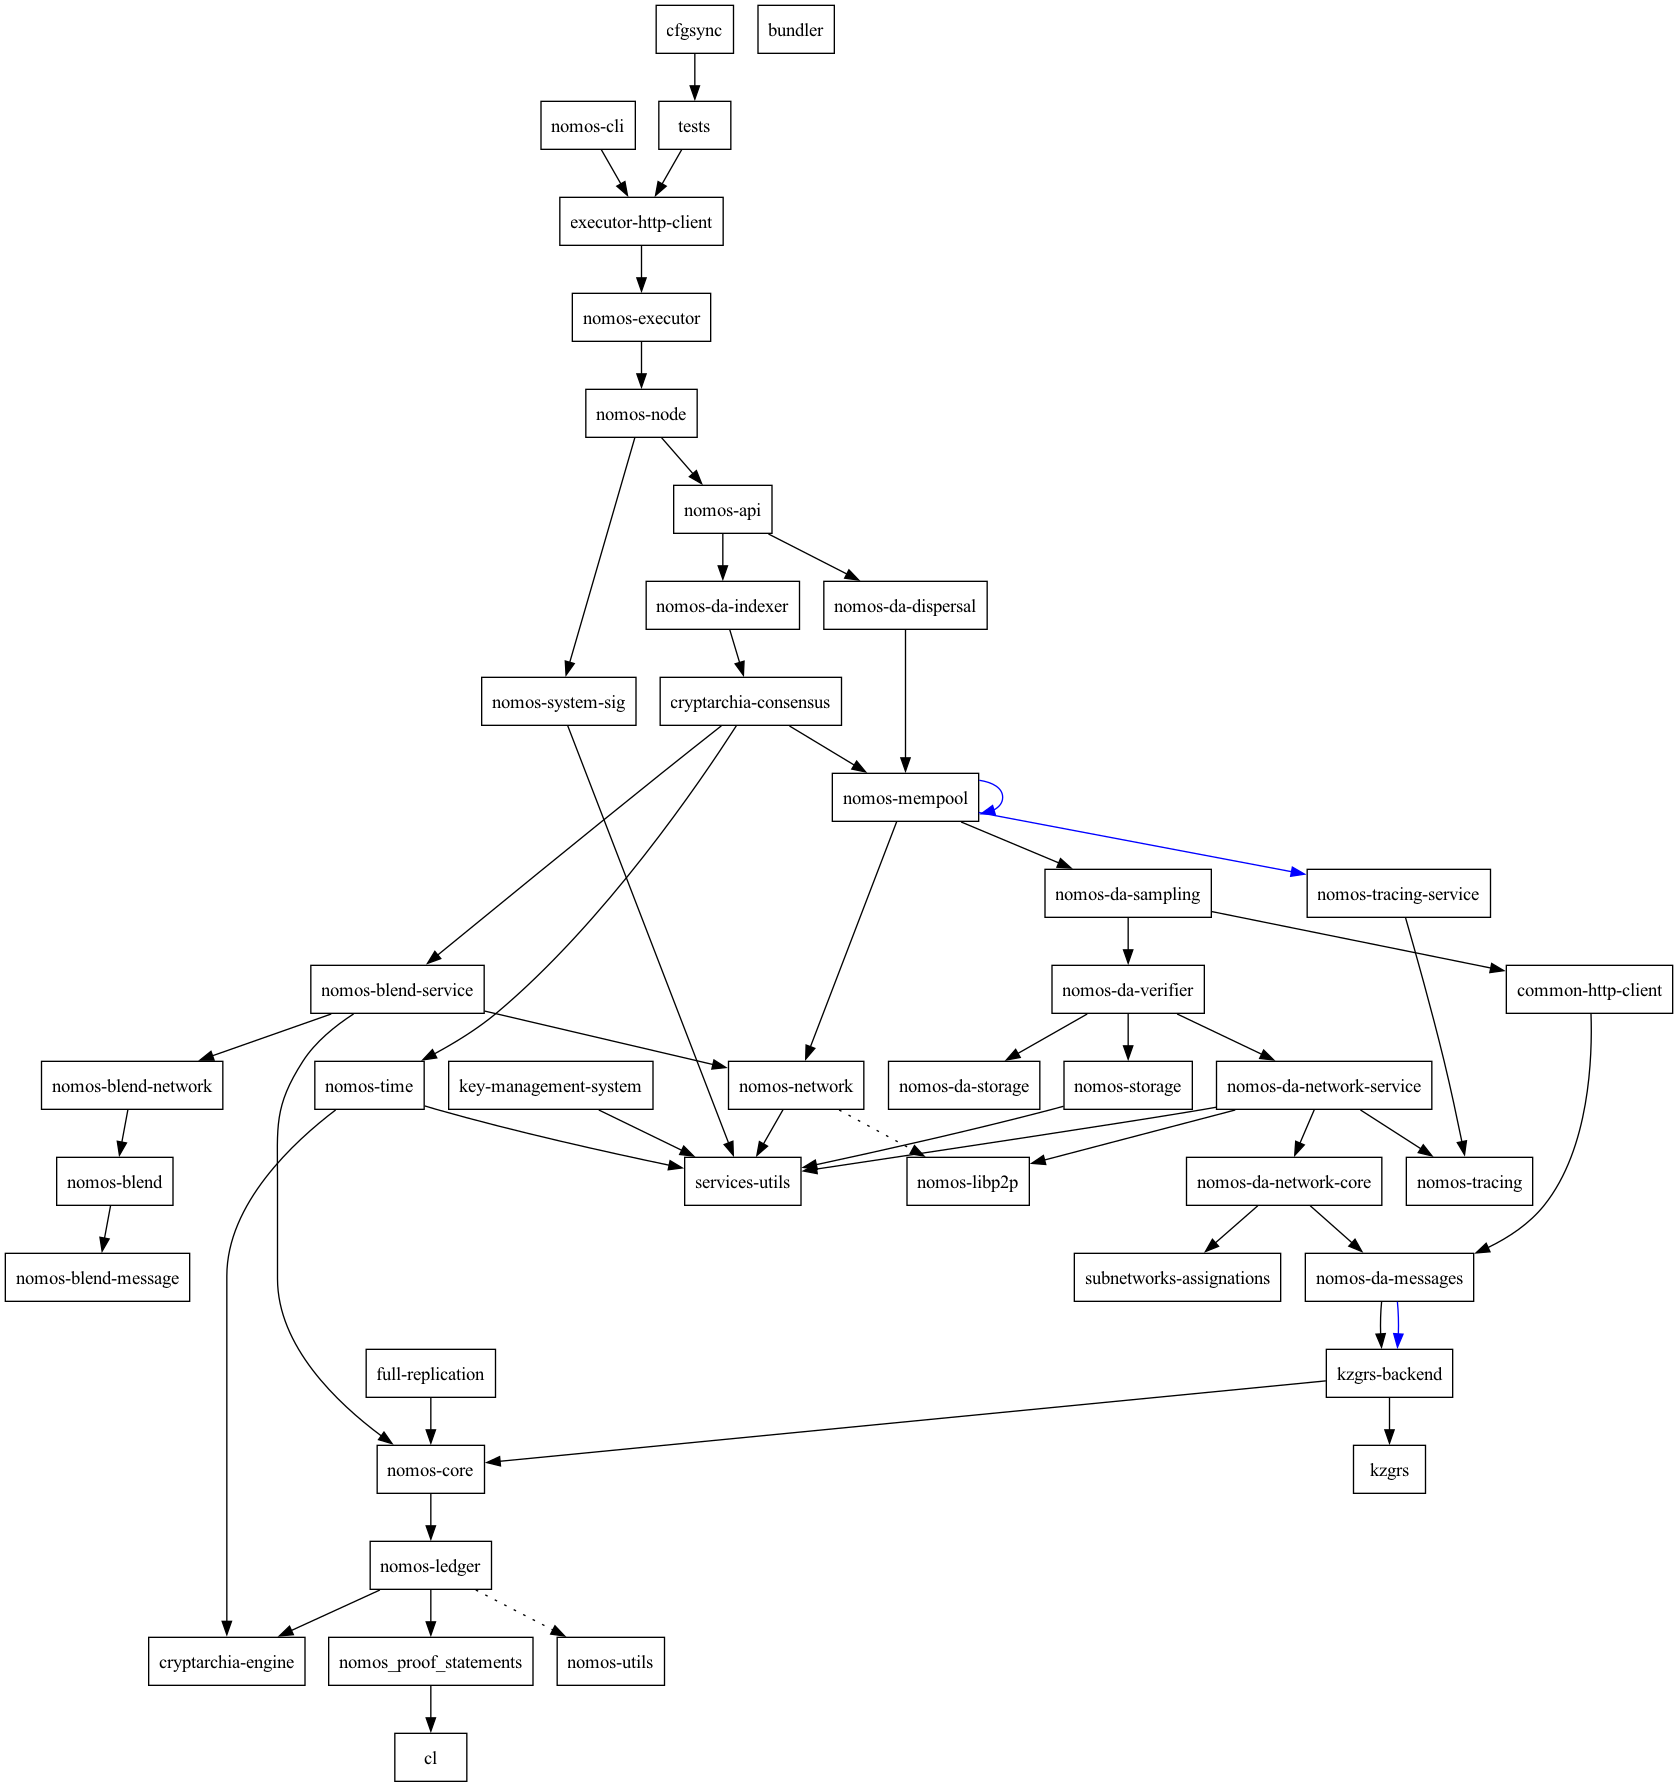 cfgsync
bundler
nomos-cli
tests
executor-http-client
nomos-executor
nomos-node
nomos-api
nomos-da-indexer
nomos-da-dispersal
nomos-system-sig
cryptarchia-consensus
nomos-mempool
nomos-da-sampling
nomos-tracing-service
nomos-blend-service
nomos-da-verifier
common-http-client
nomos-blend-network
nomos-time
key-management-system
nomos-network
nomos-da-storage
nomos-storage
nomos-da-network-service
nomos-blend
services-utils
nomos-libp2p
nomos-da-network-core
nomos-tracing
nomos-blend-message
subnetworks-assignations
nomos-da-messages
full-replication
kzgrs-backend
nomos-core
kzgrs
nomos-ledger
cryptarchia-engine
nomos_proof_statements
nomos-utils
cl